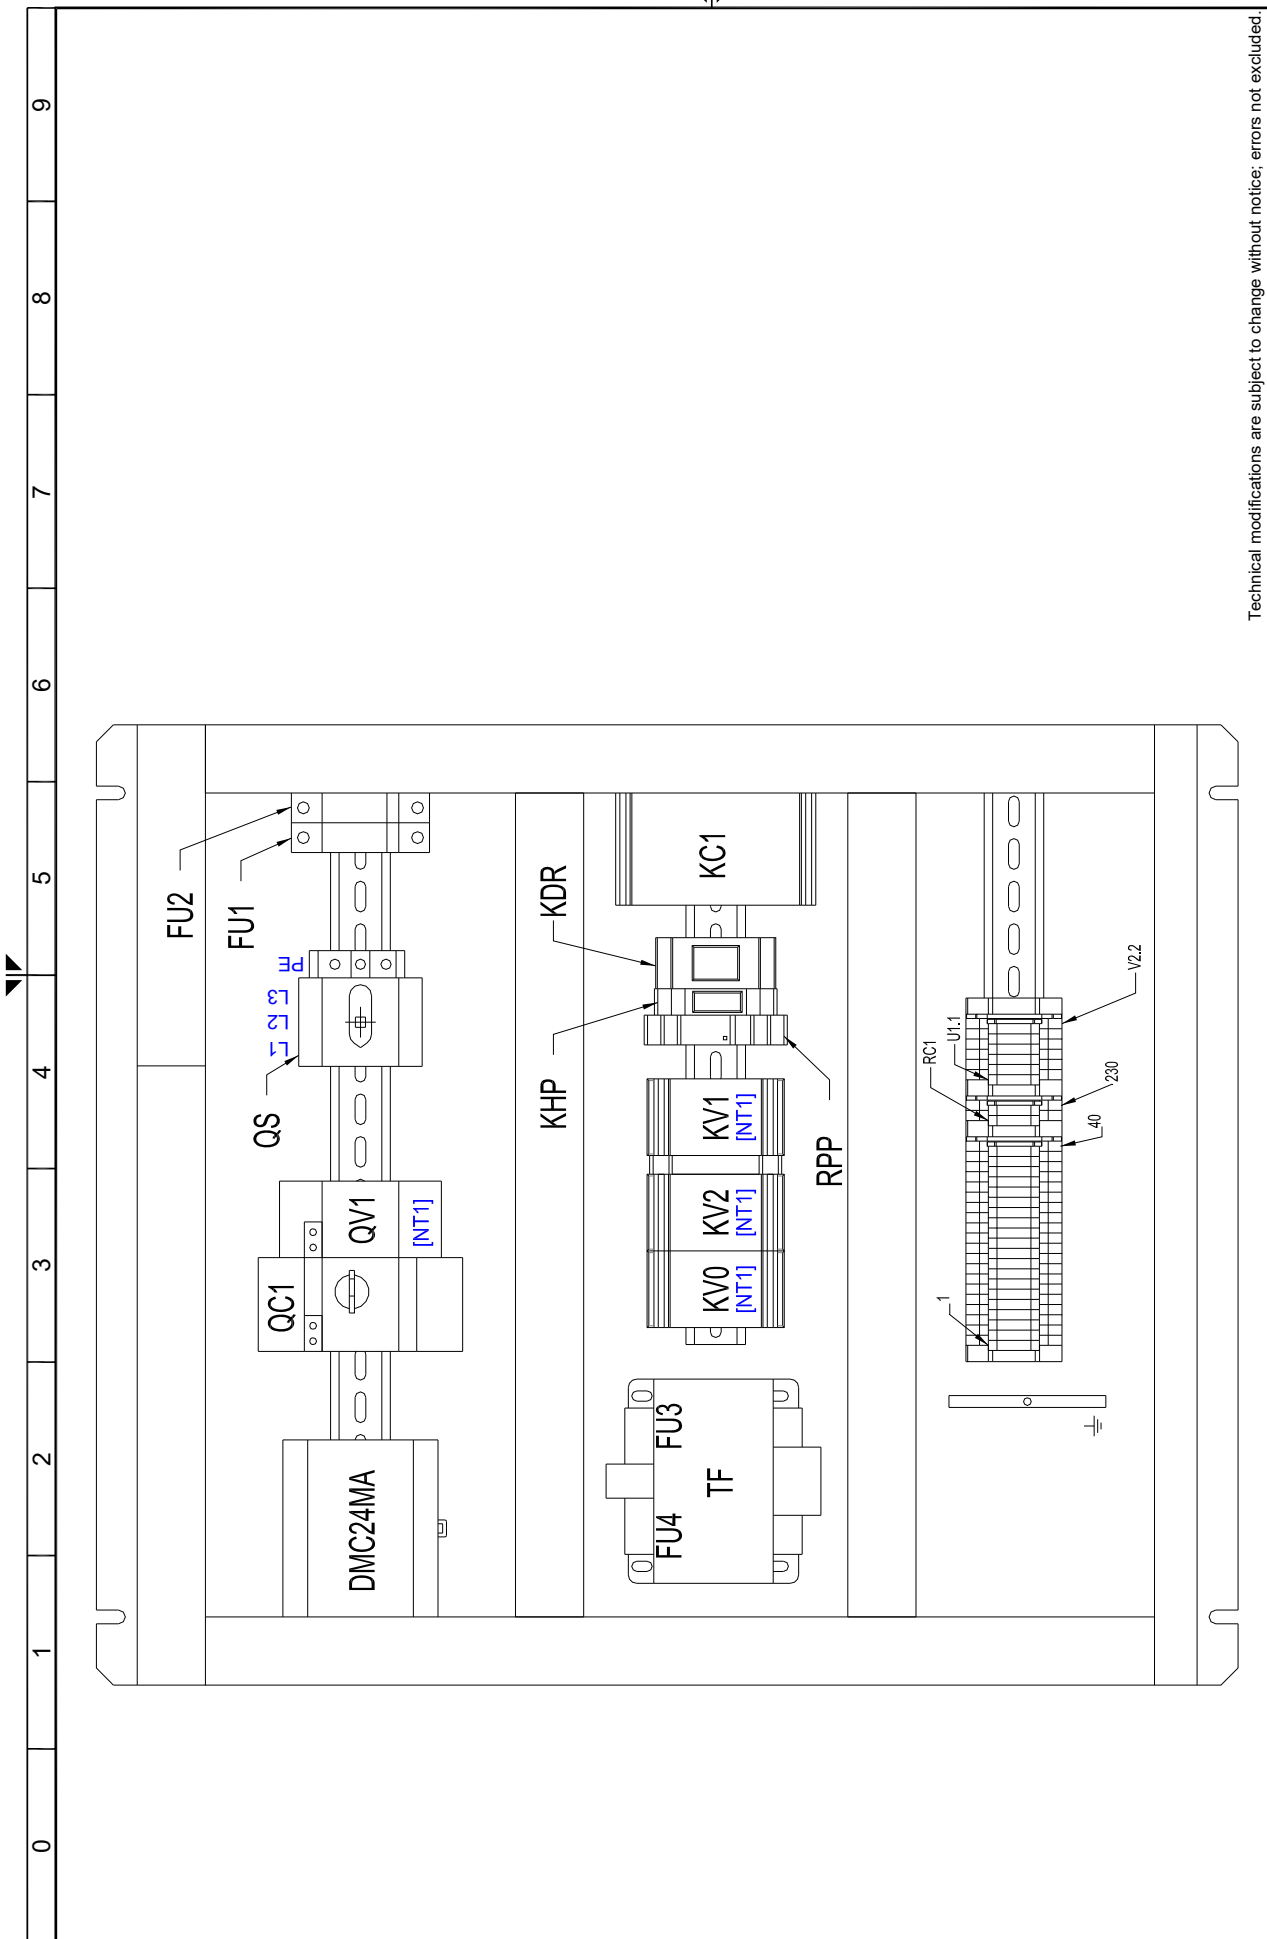 0
1
2
3
4
5
6
7
8
9
FU2
FU1
QS
L1 L2 L3
PE
QC1
QV1
[NT1]
DMC24MA
KDR
KHP
KC1
KV0
[NT1]
KV2
[NT1]
KV1
[NT1]
FU4
FU3
TF
RPP
RC1
U1.1
1
40
230
V2.2
Technical modifications are subject to change without notice; errors not excluded.